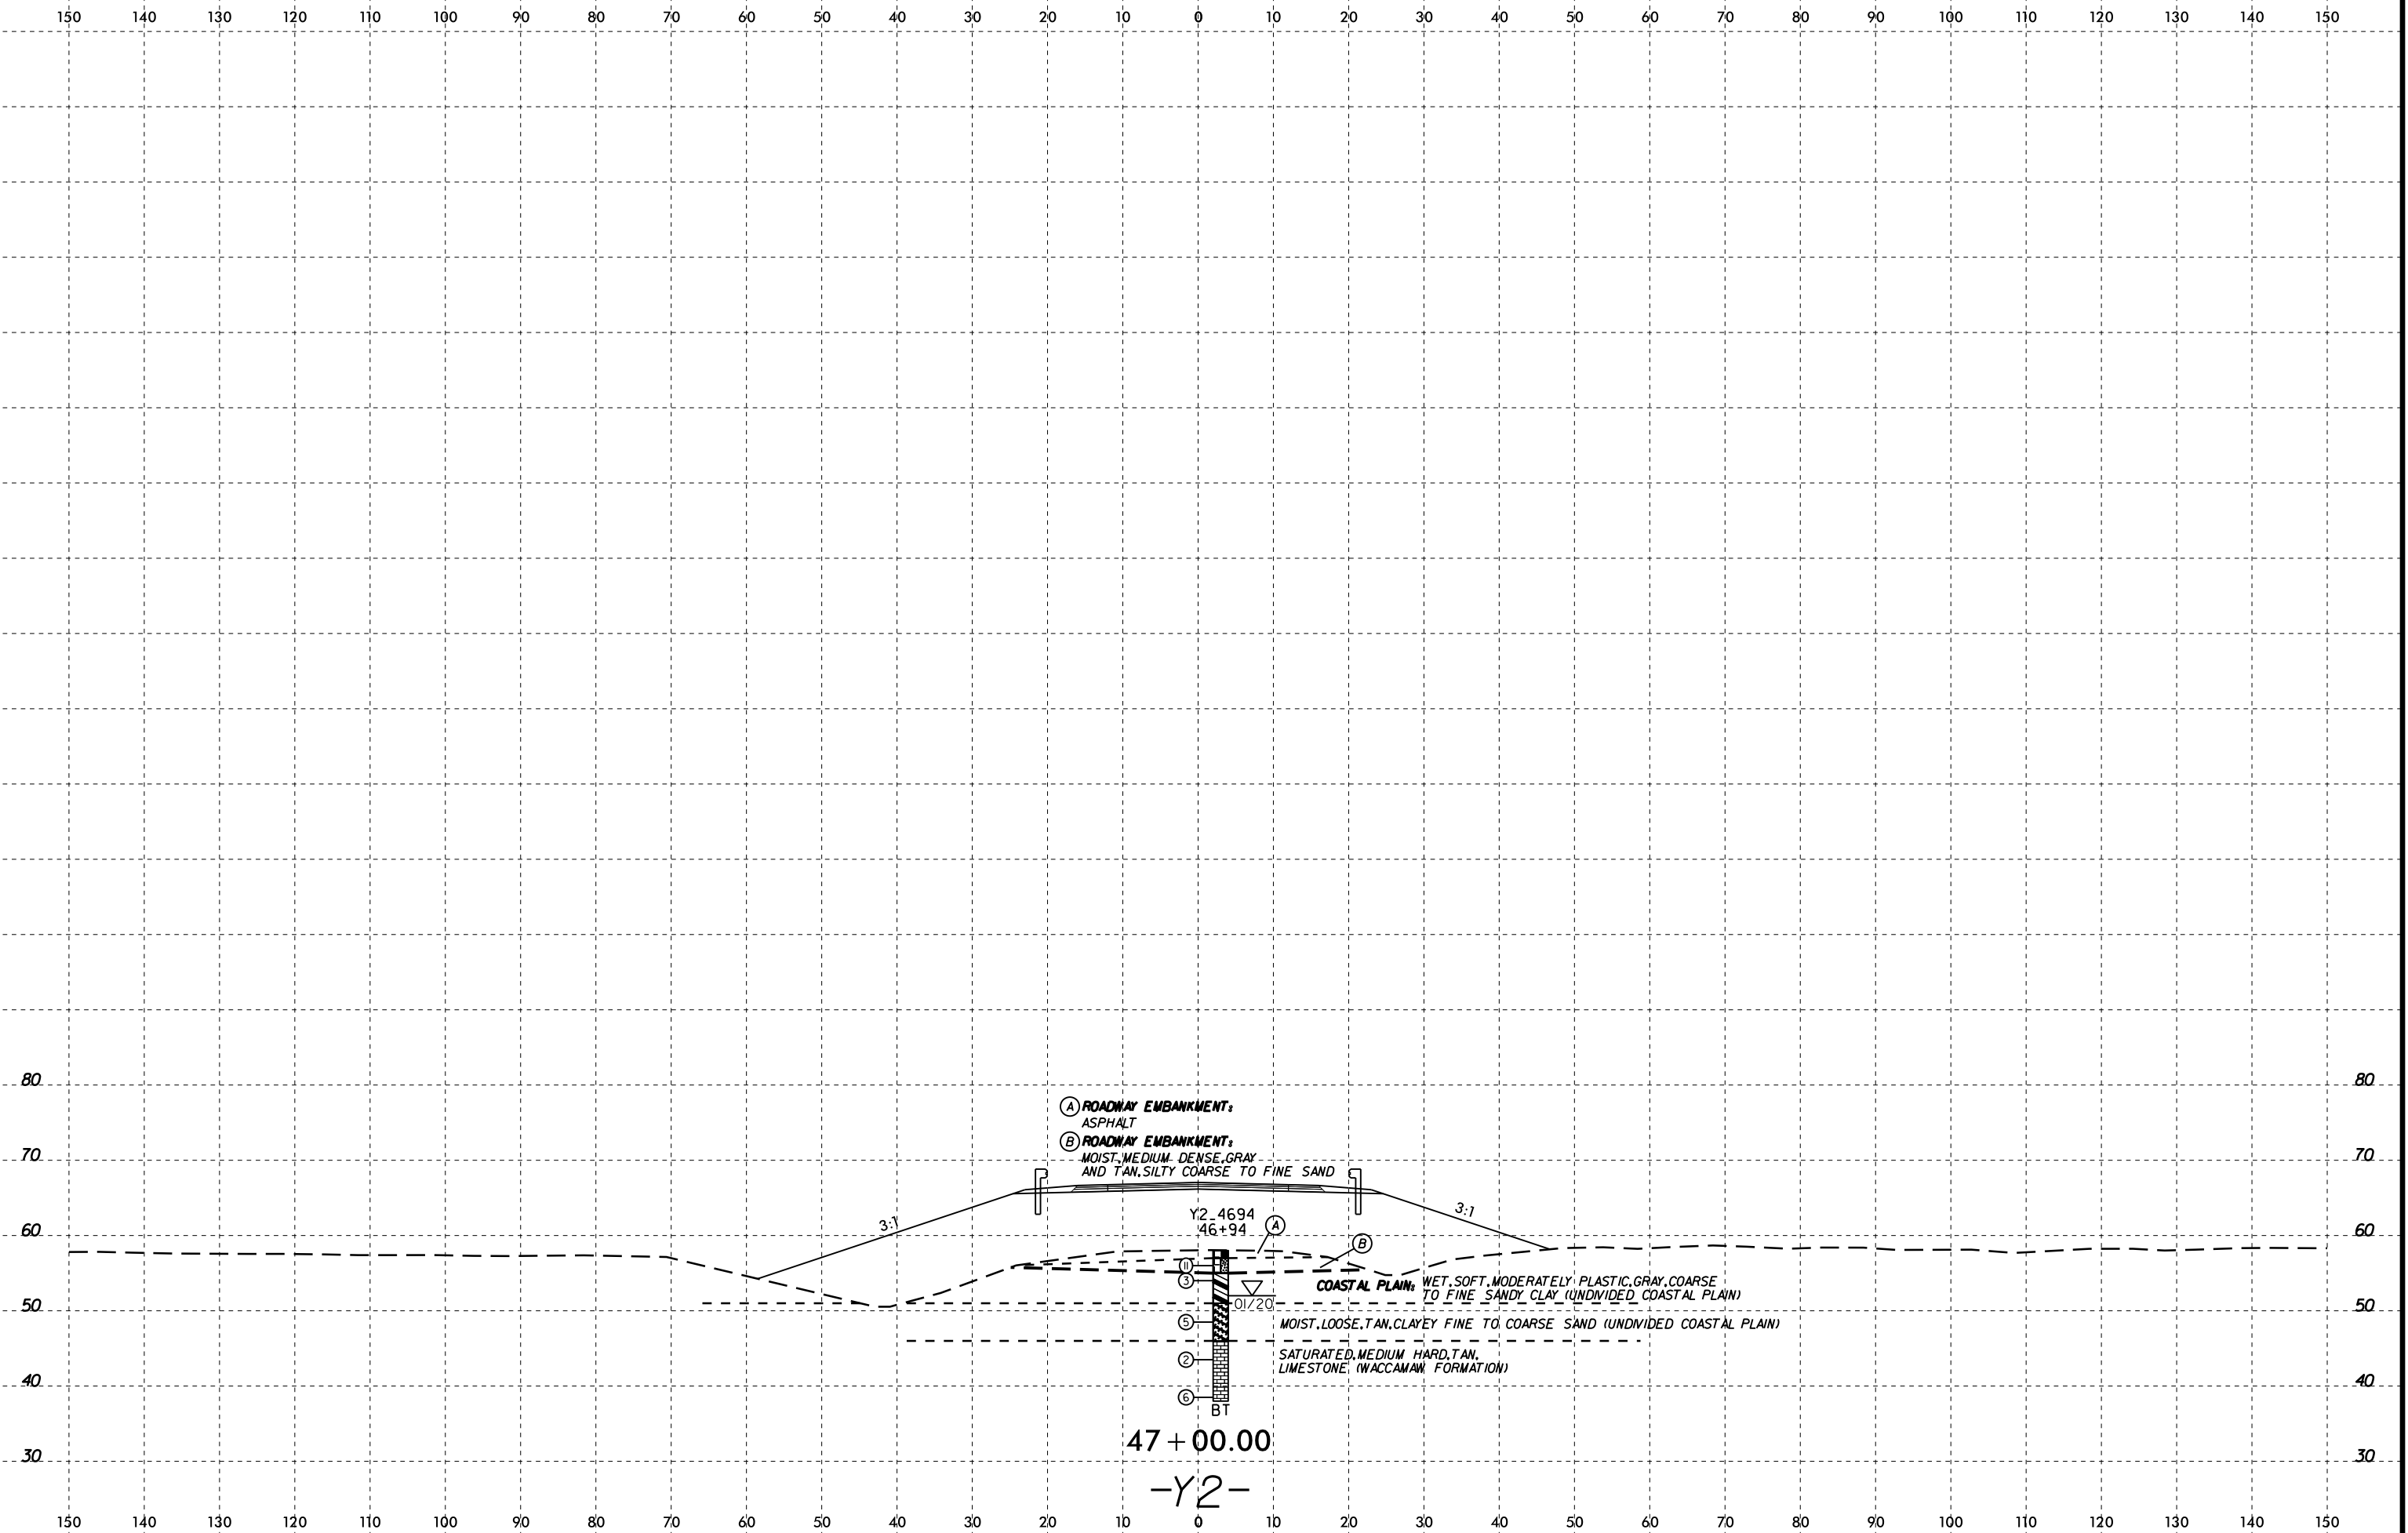 150 140 130 120 110 100 90 80 70 60 50 40 30 20 10 0 10 20 30 40 50 60 70 80 90 100 110 120 130 140 150
80 80
A ROADWAY EMBANKMENT:
ASPHALT
B ROADWAY EMBANKMENT:
70 70
MOIST, MEDIUM DENSE, GRAY
AND TAN, SILTY COARSE TO FINE SAND
3:1 3:1
Y2_4694
60 46+94 A 60
B
11
3
COASTAL PLAIN: WET, SOFT, MODERATELY PLASTIC, GRAY, COARSE
TO FINE SANDY CLAY (UNDIVIDED COASTAL PLAIN)
50 01/20 50
5 MOIST, LOOSE, TAN, CLAYEY FINE TO COARSE SAND (UNDIVIDED COASTAL PLAIN)
2 SATURATED, MEDIUM HARD, TAN,
LIMESTONE (WACCAMAW FORMATION)
40 40
6
BT
47+00.00
30 30
-Y2-
150 140 130 120 110 100 90 80 70 60 50 40 30 20 10 0 10 20 30 40 50 60 70 80 90 100 110 120 130 140 150